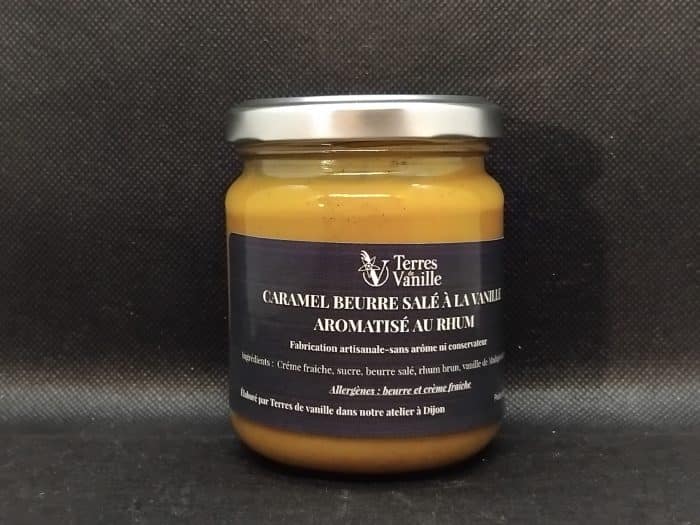 Terres
de
Vanille
CARAMEL BEURRE SALÉ À LA VANILLE
AROMATISÉ AU RHUM
Fabrication artisanale-sans arôme ni conservateur
Ingrédients : Crème fraiche, sucre, beurre salé, rhum brun, vanille de
Allergènes : beurre et crème fraîche
Élaboré par Terres de vanille dans notre atelier à Dijon